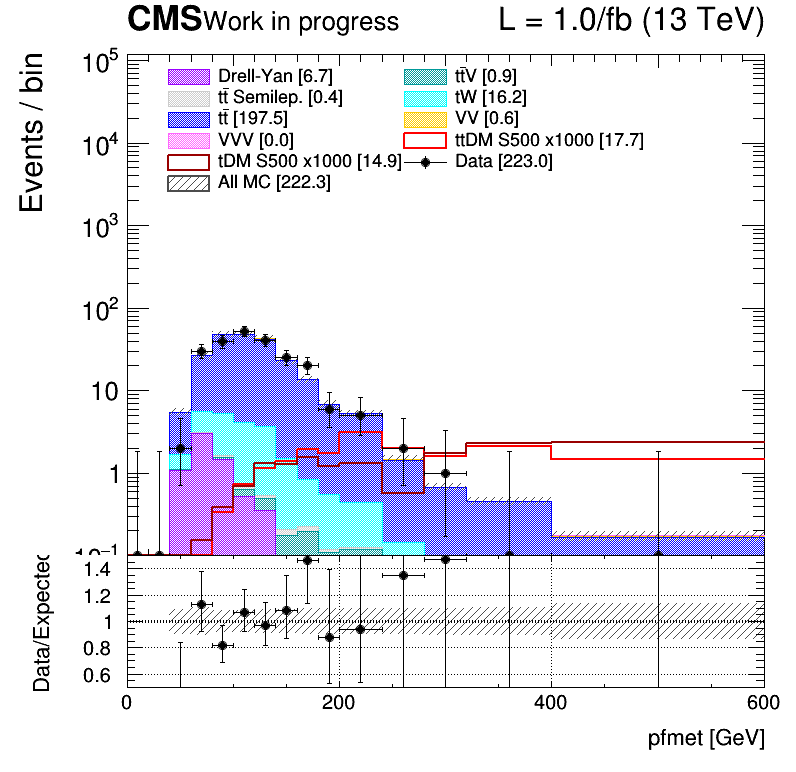 CMS Work in progress L = 1.0/fb (13 TeV)
Events / bin
10⁵
10⁴
10³
10²
10
1
10⁻¹
Drell-Yan [6.7] tt̄V [0.9]
tt̄ Semilep. [0.4] tW [16.2]
tt̄ [197.5] VV [0.6]
VVV [0.0] ttDM S500 x1000 [17.7]
tDM S500 x1000 [14.9] Data [223.0]
All MC [222.3]
Data/Expected
1.4
1.2
1
0.8
0.6
0 200 400 600
pfmet [GeV]